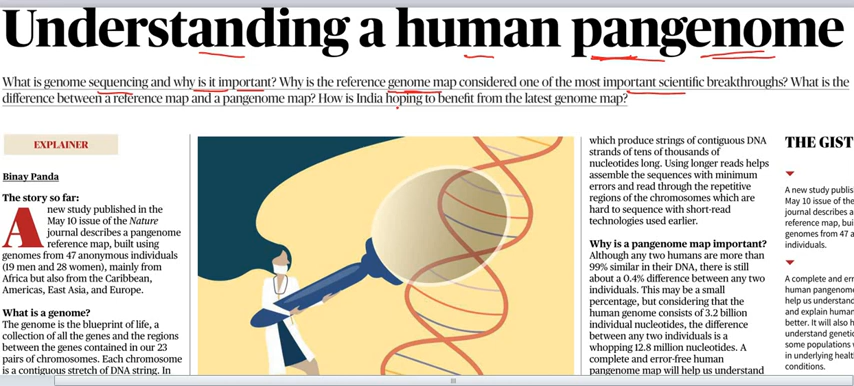 Understanding a human pangenome
What is genome sequencing and why is it important? Why is the reference genome map considered one of the most important scientific breakthroughs? What is the
difference between a reference map and a pangenome map? How is India hoping to benefit from the latest genome map?
EXPLAINER
Binay Panda
The story so far:
A new study published in the
May 10 issue of the Nature
journal describes a pangenome
reference map, built using
genomes from 47 anonymous individuals
(19 men and 28 women), mainly from
Africa but also from the Caribbean,
Americas, East Asia, and Europe.
What is a genome?
The genome is the blueprint of life, a
collection of all the genes and the regions
between the genes contained in our 23
pairs of chromosomes. Each chromosome
is a contiguous stretch of DNA string. In
which produce strings of contiguous DNA
strands of tens of thousands of
nucleotides long. Using longer reads helps
assemble the sequences with minimum
errors and read through the repetitive
regions of the chromosomes which are
hard to sequence with short-read
technologies used earlier.
Why is a pangenome map important?
Although any two humans are more than
99% similar in their DNA, there is still
about a 0.4% difference between any two
individuals. This may be a small
percentage, but considering that the
human genome consists of 3.2 billion
individual nucleotides, the difference
between any two individuals is a
whopping 12.8 million nucleotides. A
complete and error-free human
pangenome map will help us understand
THE GIST
A new study publis
May 10 issue of the
journal describes a
reference map, bui
genomes from 47 a
individuals.
A complete and err
human pangenome
help us understand
and explain human
better. It will also h
understand genetic
some populations w
in underlying healt
conditions.